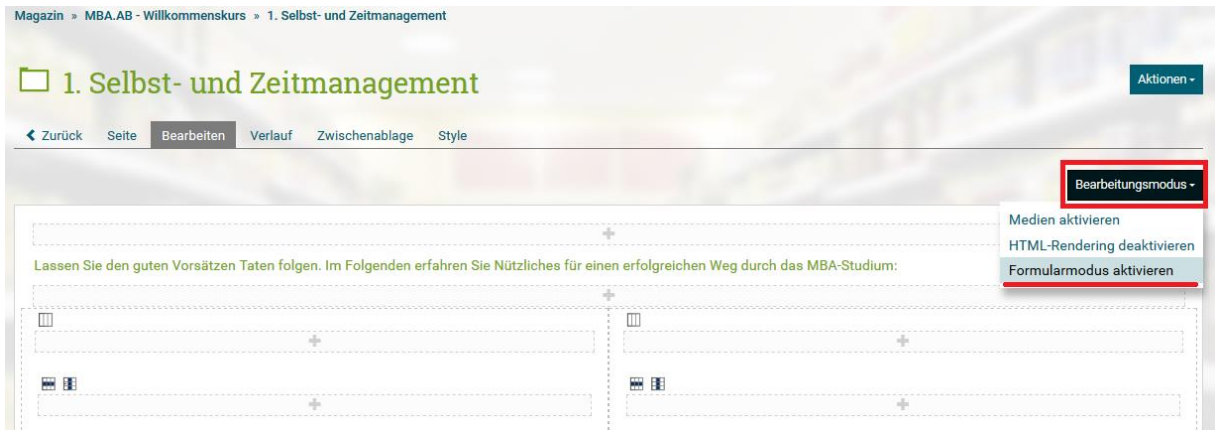 Magazin » MBA.AB - Willkommenskurs » 1. Selbst- und Zeitmanagement
1. Selbst- und Zeitmanagement
Aktionen
Zurück Seite Bearbeiten Verlauf Zwischenablage Style
Bearbeitungsmodus
Medien aktivieren
HTML-Rendering deaktivieren
Formularmodus aktivieren
Lassen Sie den guten Vorsätzen Taten folgen. Im Folgenden erfahren Sie Nützliches für einen erfolgreichen Weg durch das MBA-Studium: